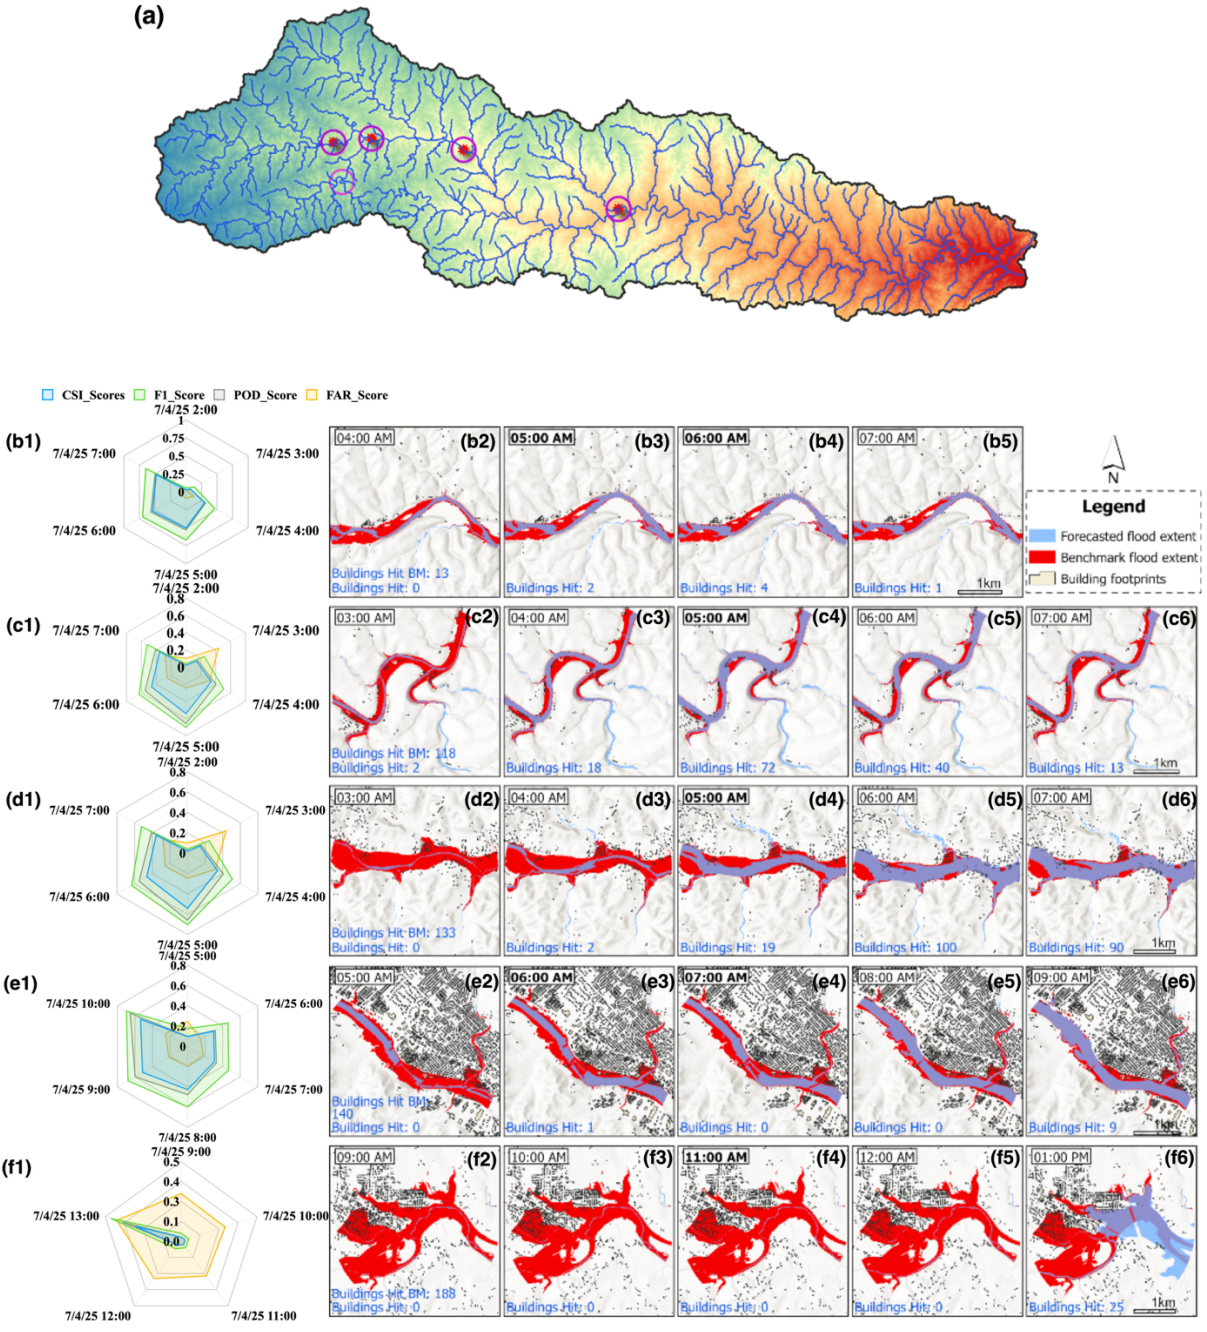 (a)
CSI_Scores F1_Score POD_Score FAR_Score
(b1)
7/4/25 2:00
1
0.75
0.5
0.25
0
7/4/25 3:00
7/4/25 4:00
7/4/25 5:00
7/4/25 6:00
7/4/25 7:00
04:00 AM (b2)
Buildings Hit BM: 13
Buildings Hit: 0
05:00 AM (b3)
Buildings Hit: 2
06:00 AM (b4)
Buildings Hit: 4
07:00 AM (b5)
Buildings Hit: 1
1km
N
Legend
Forecasted flood extent
Benchmark flood extent
Building footprints
(c1)
7/4/25 2:00
0.8
0.6
0.4
0.2
0
7/4/25 3:00
7/4/25 4:00
7/4/25 5:00
7/4/25 6:00
7/4/25 7:00
03:00 AM (c2)
Buildings Hit BM: 118
Buildings Hit: 2
04:00 AM (c3)
Buildings Hit: 18
05:00 AM (c4)
Buildings Hit: 72
06:00 AM (c5)
Buildings Hit: 40
07:00 AM (c6)
Buildings Hit: 13
1km
(d1)
7/4/25 2:00
0.8
0.6
0.4
0.2
0
7/4/25 3:00
7/4/25 4:00
7/4/25 5:00
7/4/25 6:00
7/4/25 7:00
03:00 AM (d2)
Buildings Hit BM: 133
Buildings Hit: 0
04:00 AM (d3)
Buildings Hit: 2
05:00 AM (d4)
Buildings Hit: 19
06:00 AM (d5)
Buildings Hit: 100
07:00 AM (d6)
Buildings Hit: 90
1km
(e1)
7/4/25 5:00
0.8
0.6
0.4
0.2
0
7/4/25 6:00
7/4/25 7:00
7/4/25 8:00
7/4/25 9:00
7/4/25 10:00
05:00 AM (e2)
Buildings Hit BM:
140
Buildings Hit: 0
06:00 AM (e3)
Buildings Hit: 1
07:00 AM (e4)
Buildings Hit: 0
08:00 AM (e5)
Buildings Hit: 0
09:00 AM (e6)
Buildings Hit: 9
1km
(f1)
7/4/25 9:00
0.5
0.4
0.3
0.1
0.0
7/4/25 10:00
7/4/25 11:00
7/4/25 12:00
7/4/25 13:00
09:00 AM (f2)
Buildings Hit BM: 188
Buildings Hit: 0
10:00 AM (f3)
Buildings Hit: 0
11:00 AM (f4)
Buildings Hit: 0
12:00 AM (f5)
Buildings Hit: 0
01:00 PM (f6)
Buildings Hit: 25
1km